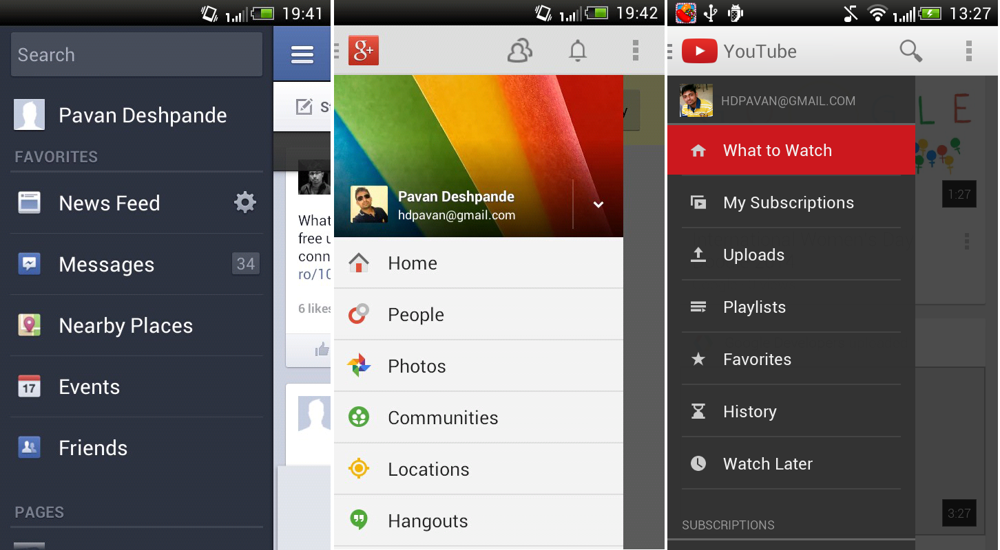 19:41
Search
Pavan Deshpande
FAVORITES
News Feed
Messages 34
Nearby Places
17 Events
Friends
PAGES
What
free u
conn
ro/10
6 likes
19:42
g+
Pavan Deshpande
hdpavan@gmail.com
Home
People
Photos
Communities
Locations
Hangouts
13:27
YouTube
HDPAVAN@GMAIL.COM
L E
What to Watch
My Subscriptions
1:27
Uploads
Playlists
Favorites
History
Watch Later
3:27
SUBSCRIPTIONS